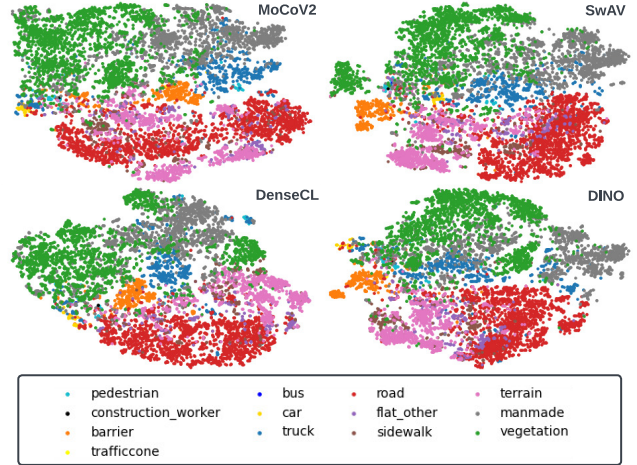 MoCoV2
SwAV
DenseCL
DINO
pedestrian bus road terrain
construction_worker car flat_other manmade
barrier truck sidewalk vegetation
trafficcone